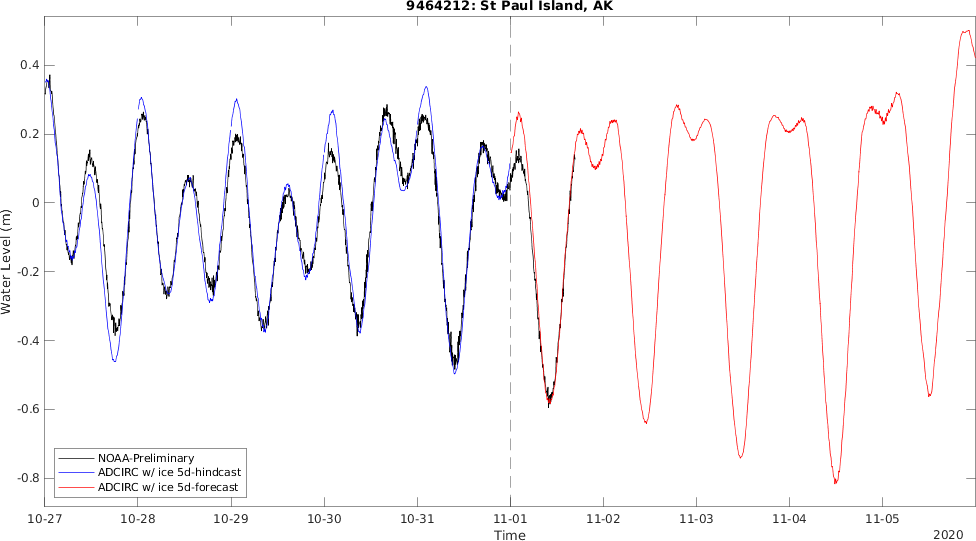 9464212: St Paul Island, AK
0.4
0.2
0
-0.2
-0.4
-0.6
-0.8
Water Level (m)
NOAA-Preliminary
ADCIRC w/ ice 5d-hindcast
ADCIRC w/ ice 5d-forecast
10-27 10-28 10-29 10-30 10-31 11-01 11-02 11-03 11-04 11-05
Time
2020